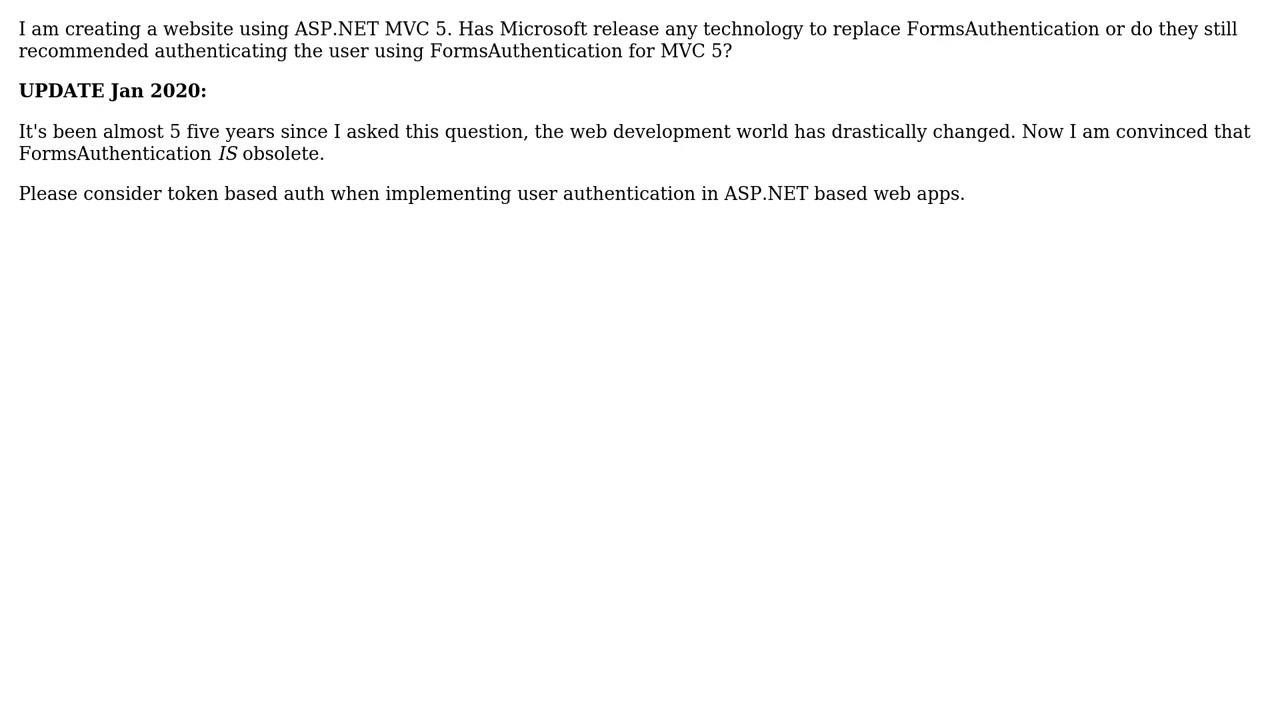 I am creating a website using ASP.NET MVC 5. Has Microsoft release any technology to replace FormsAuthentication or do they still
recommended authenticating the user using FormsAuthentication for MVC 5?
UPDATE Jan 2020:
It's been almost 5 five years since I asked this question, the web development world has drastically changed. Now I am convinced that
FormsAuthentication IS obsolete.
Please consider token based auth when implementing user authentication in ASP.NET based web apps.